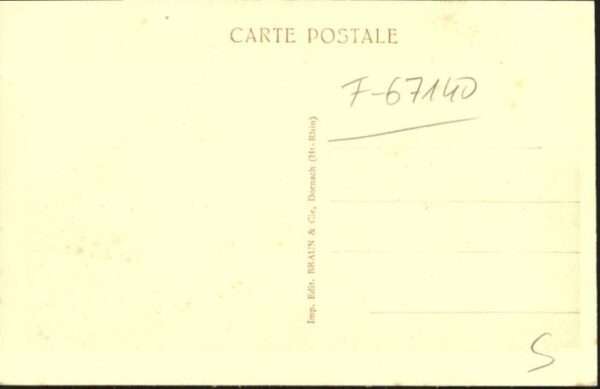 CARTE POSTALE
F-67140
Imp. Edit. BRAUN & Cie, Dornach (Ht-Rhin)
S